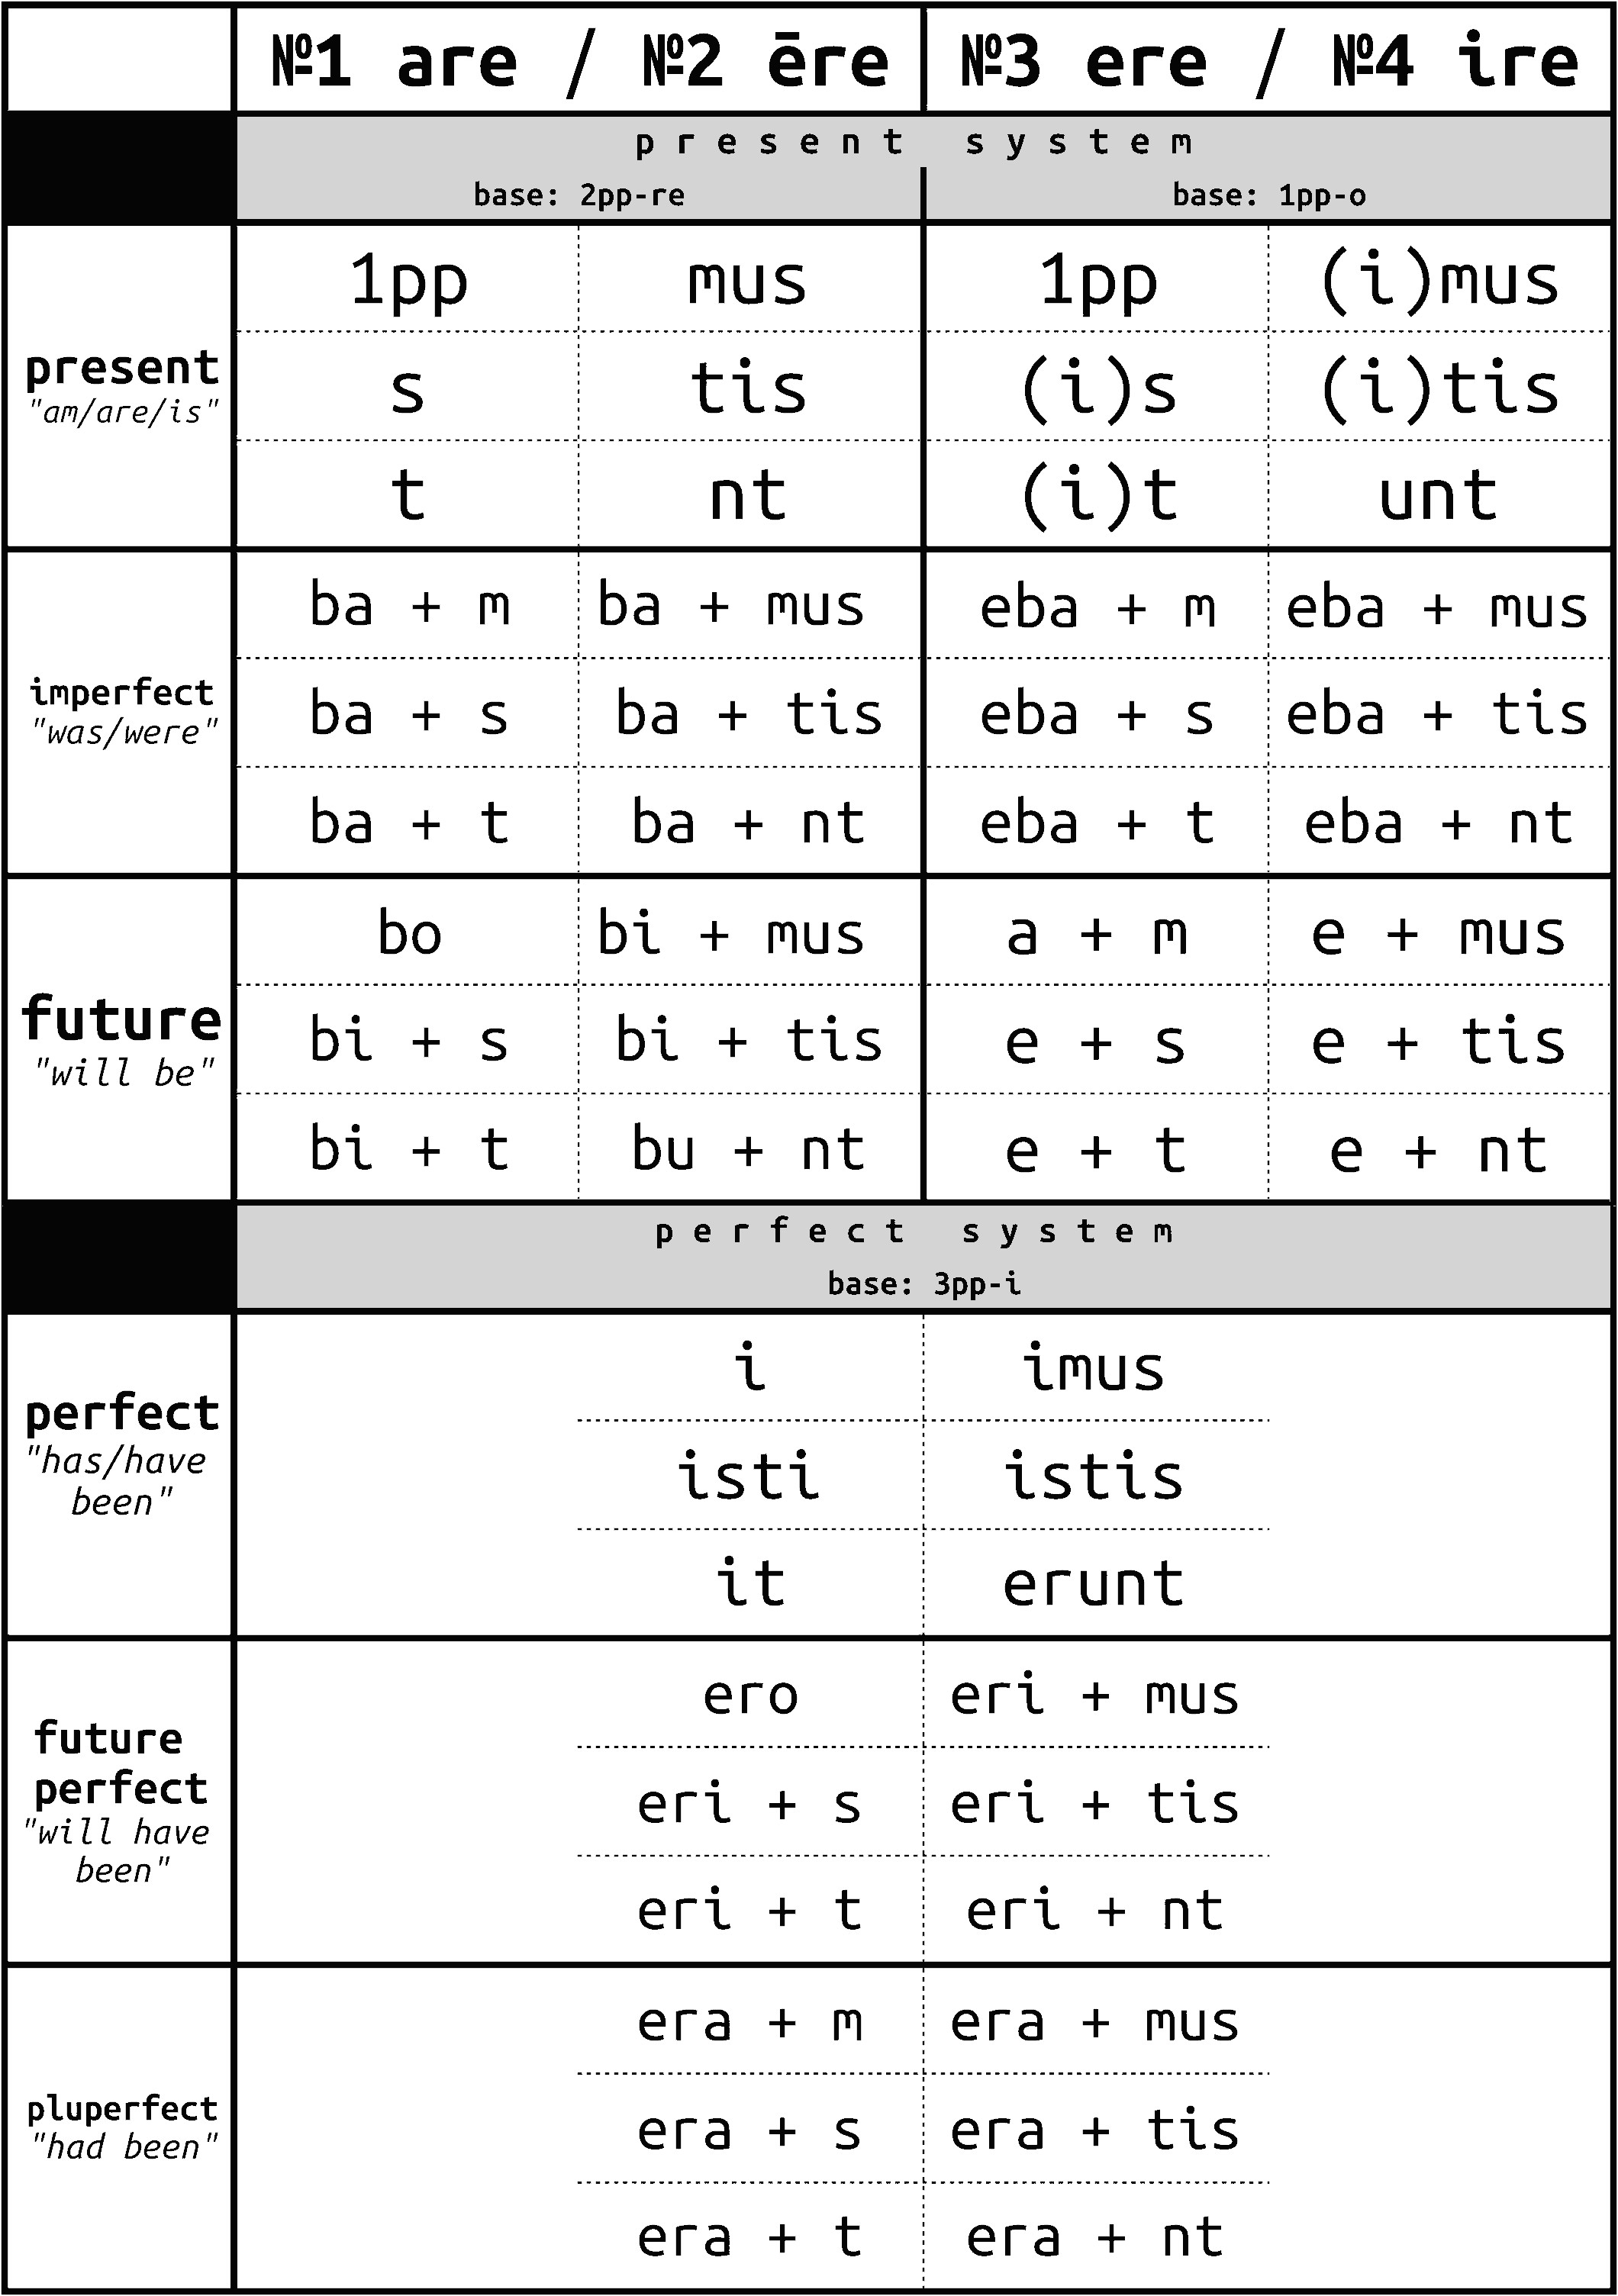 №1 are / №2 ēre №3 ere / №4 ire
present system
base: 2pp-re base: 1pp-o
present
"am/are/is"
1pp mus 1pp (i)mus
s tis (i)s (i)tis
t nt (i)t unt
imperfect
"was/were"
ba + m ba + mus eba + m eba + mus
ba + s ba + tis eba + s eba + tis
ba + t ba + nt eba + t eba + nt
future
"will be"
bo bi + mus a + m e + mus
bi + s bi + tis e + s e + tis
bi + t bu + nt e + t e + nt
perfect system
base: 3pp-i
perfect
"has/have
been"
i imus
isti istis
it erunt
future
perfect
"will have
been"
ero eri + mus
eri + s eri + tis
eri + t eri + nt
pluperfect
"had been"
era + m era + mus
era + s era + tis
era + t era + nt